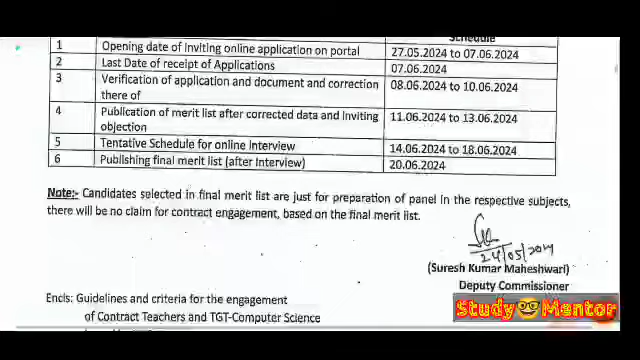 Schedule
1 Opening date of Inviting online application on portal 27.05.2024 to 07.06.2024
2 Last Date of receipt of Applications 07.06.2024
3 Verification of application and document and correction there of 08.06.2024 to 10.06.2024
4 Publication of merit list after corrected data and Inviting objection 11.06.2024 to 13.06.2024
5 Tentative Schedule for online Interview 14.06.2024 to 18.06.2024
6 Publishing final merit list (after Interview) 20.06.2024
Note:- Candidates selected in final merit list are just for preparation of panel in the respective subjects,
there will be no claim for contract engagement, based on the final merit list.
24/05/2024
(Suresh Kumar Maheshwari)
Deputy Commissioner
Encls: Guidelines and criteria for the engagement
of Contract Teachers and TGT-Computer Science
Study Mentor